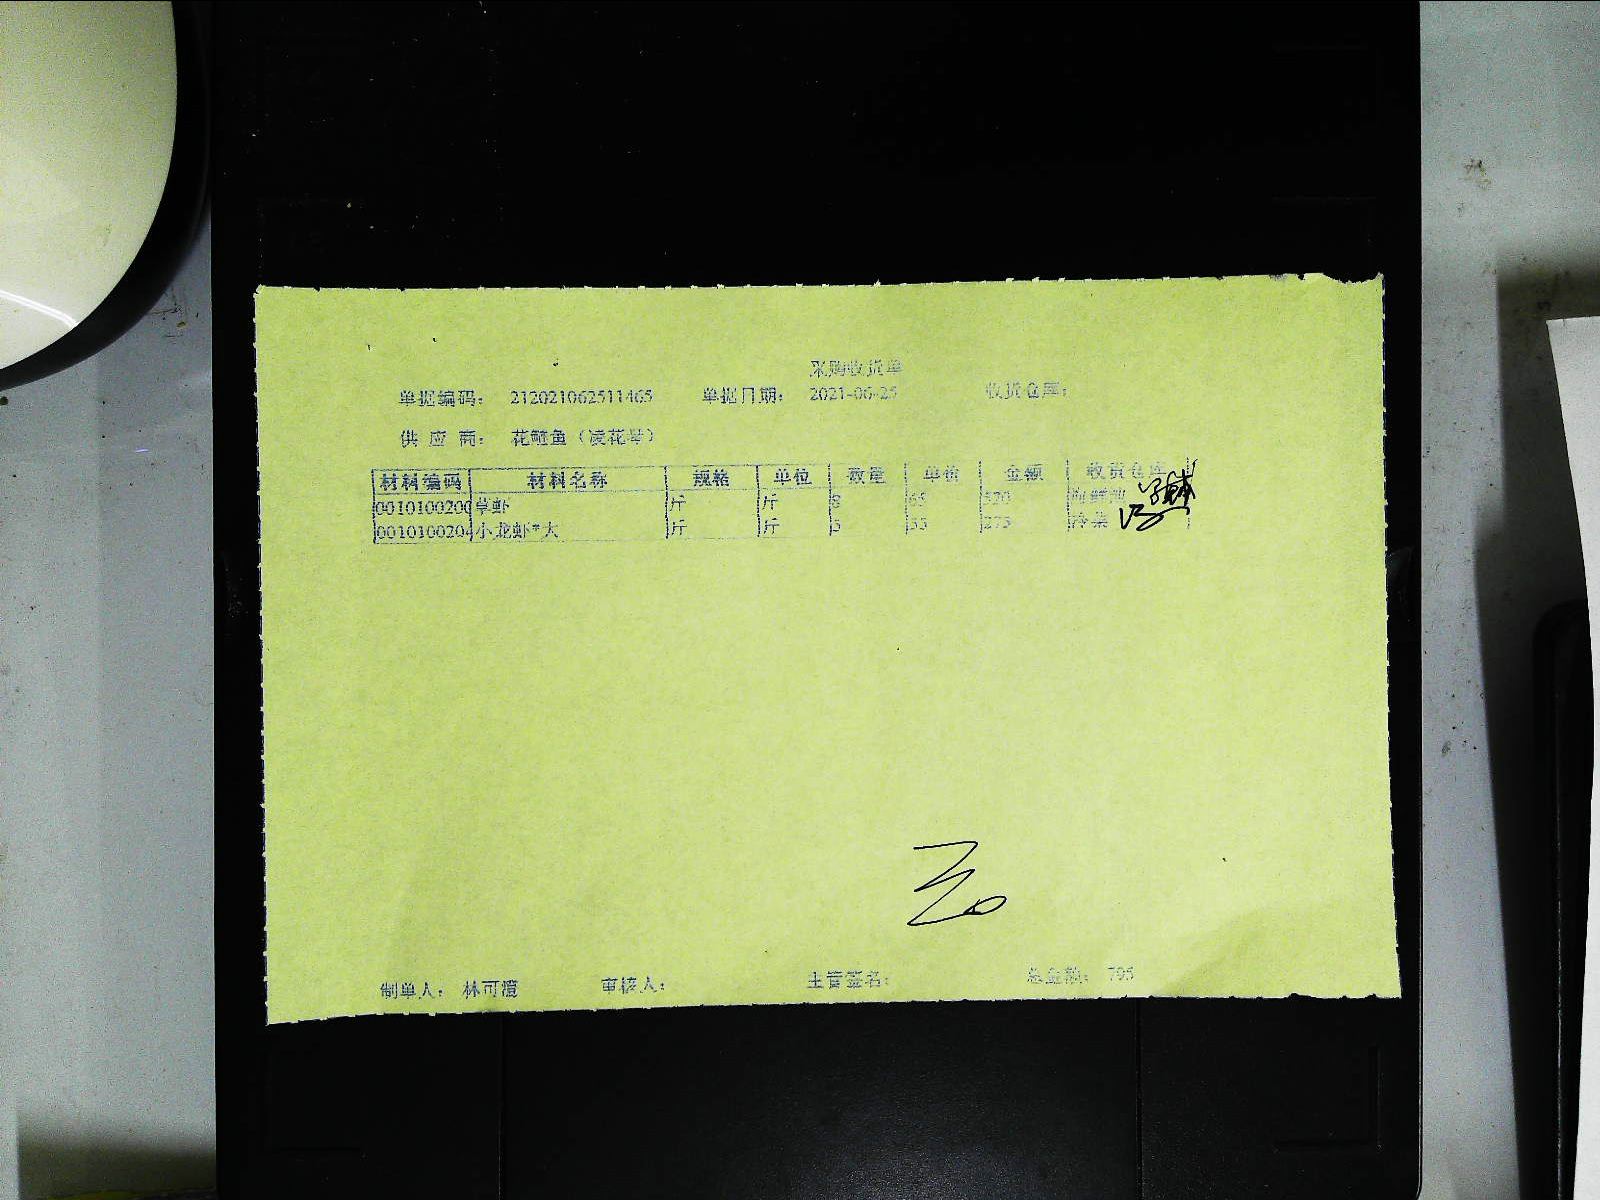 采购收货单
单据编码： 212021062511465 单据日期： 2021-06-25 收货仓库：
供 应 商： 花鲢鱼（凌花号）
材料编码 材料名称 规格 单位 数量 单价 金额 收货仓库
0010100200 掌虾 斤 斤 8 65 520 海鲜池
0010100204 小龙虾*大 斤 斤 5 55 275 冷菜
制单人： 林可澶 审核人： 主管签名： 总金额： 795